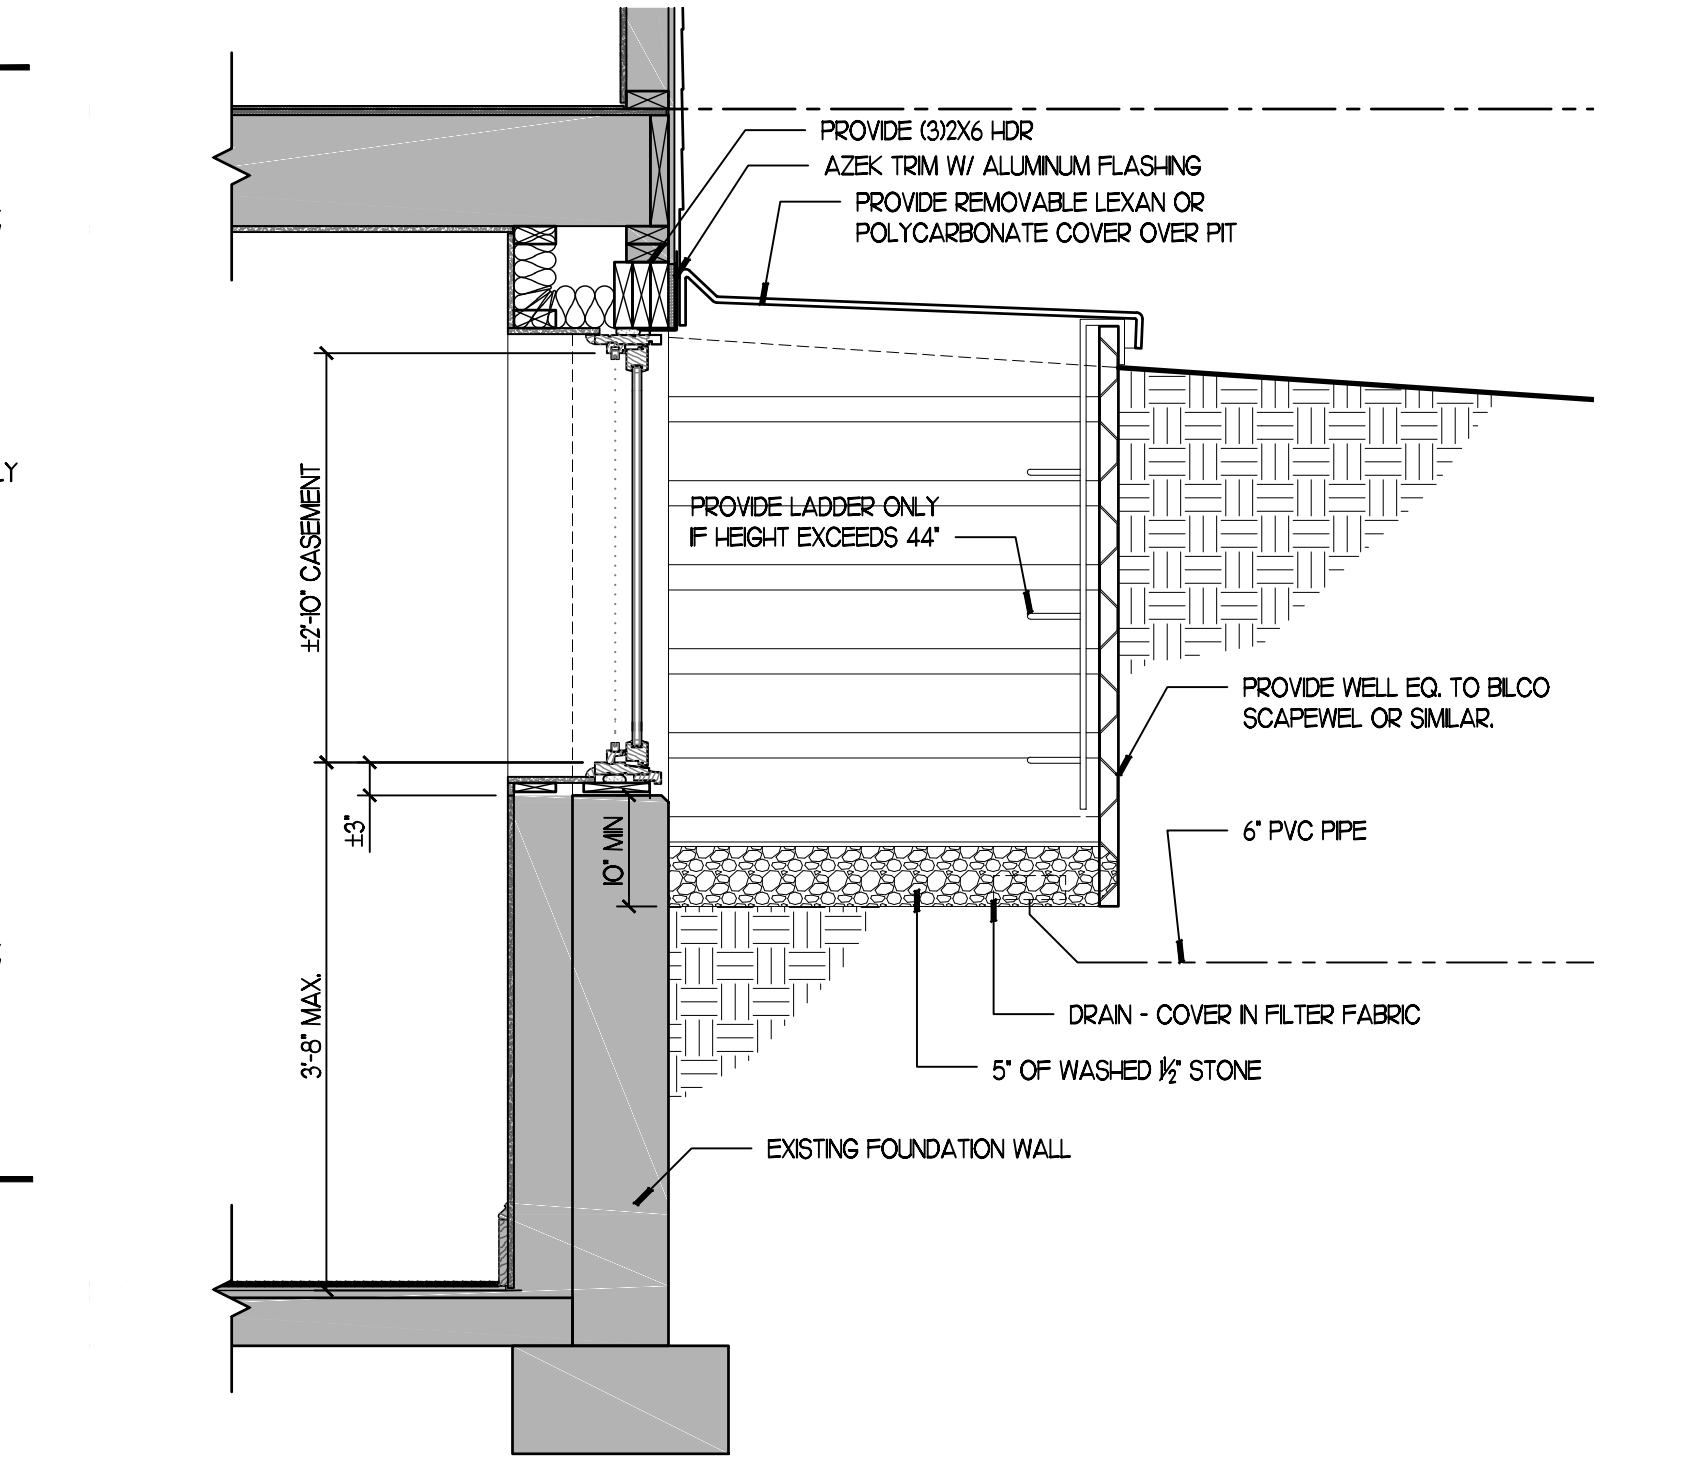 PROVIDE (3)2X6 HDR
AZEK TRIM W/ ALUMINUM FLASHING
PROVIDE REMOVABLE LEXAN OR
POLYCARBONATE COVER OVER PIT
±2'-10" CASEMENT
LY
PROVIDE LADDER ONLY
IF HEIGHT EXCEEDS 44"
PROVIDE WELL EQ. TO BILCO
SCAPEWEL OR SIMILAR.
±3"
10" MIN
6" PVC PIPE
3'-8" MAX.
DRAIN - COVER IN FILTER FABRIC
5" OF WASHED 1½" STONE
EXISTING FOUNDATION WALL